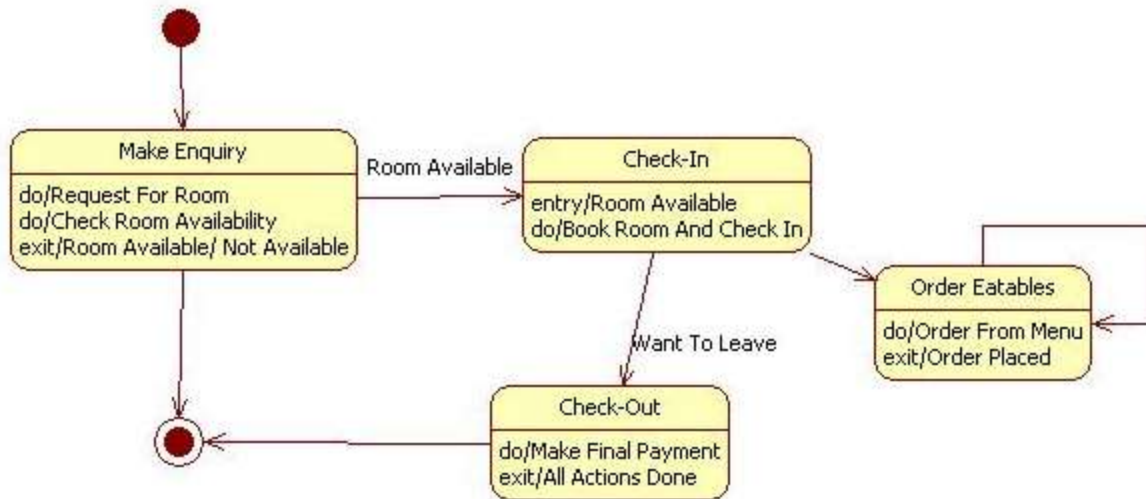 Make Enquiry
do/Request For Room
do/Check Room Availability
exit/Room Available/ Not Available
Room Available
Check-In
entry/Room Available
do/Book Room And Check In
Order Eatables
do/Order From Menu
exit/Order Placed
Want To Leave
Check-Out
do/Make Final Payment
exit/All Actions Done